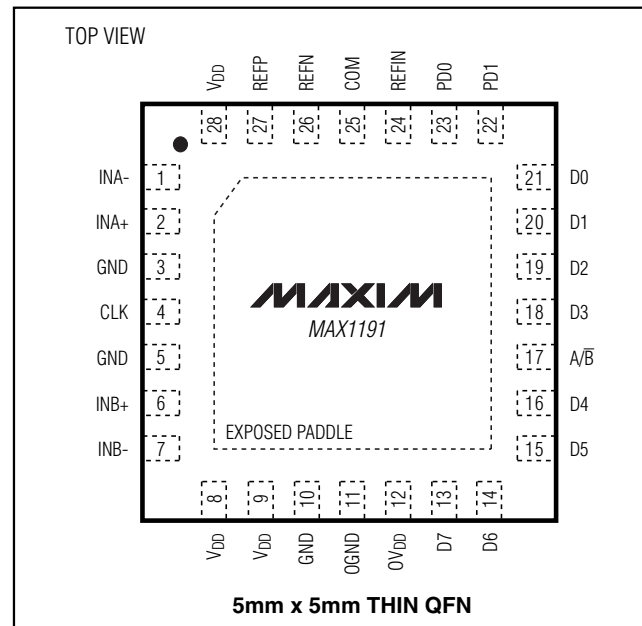 TOP VIEW
VDD REFP REFN COM REFIN PD0 PD1
28 27 26 25 24 23 22
INA- 1 21 D0
INA+ 2 20 D1
GND 3 19 D2
CLK 4 18 D3
GND 5 17 A/B̅
INB+ 6 16 D4
INB- 7 15 D5
MAXIM
MAX1191
EXPOSED PADDLE
8 9 10 11 12 13 14
VDD VDD GND OGND OVDD D7 D6
5mm x 5mm THIN QFN